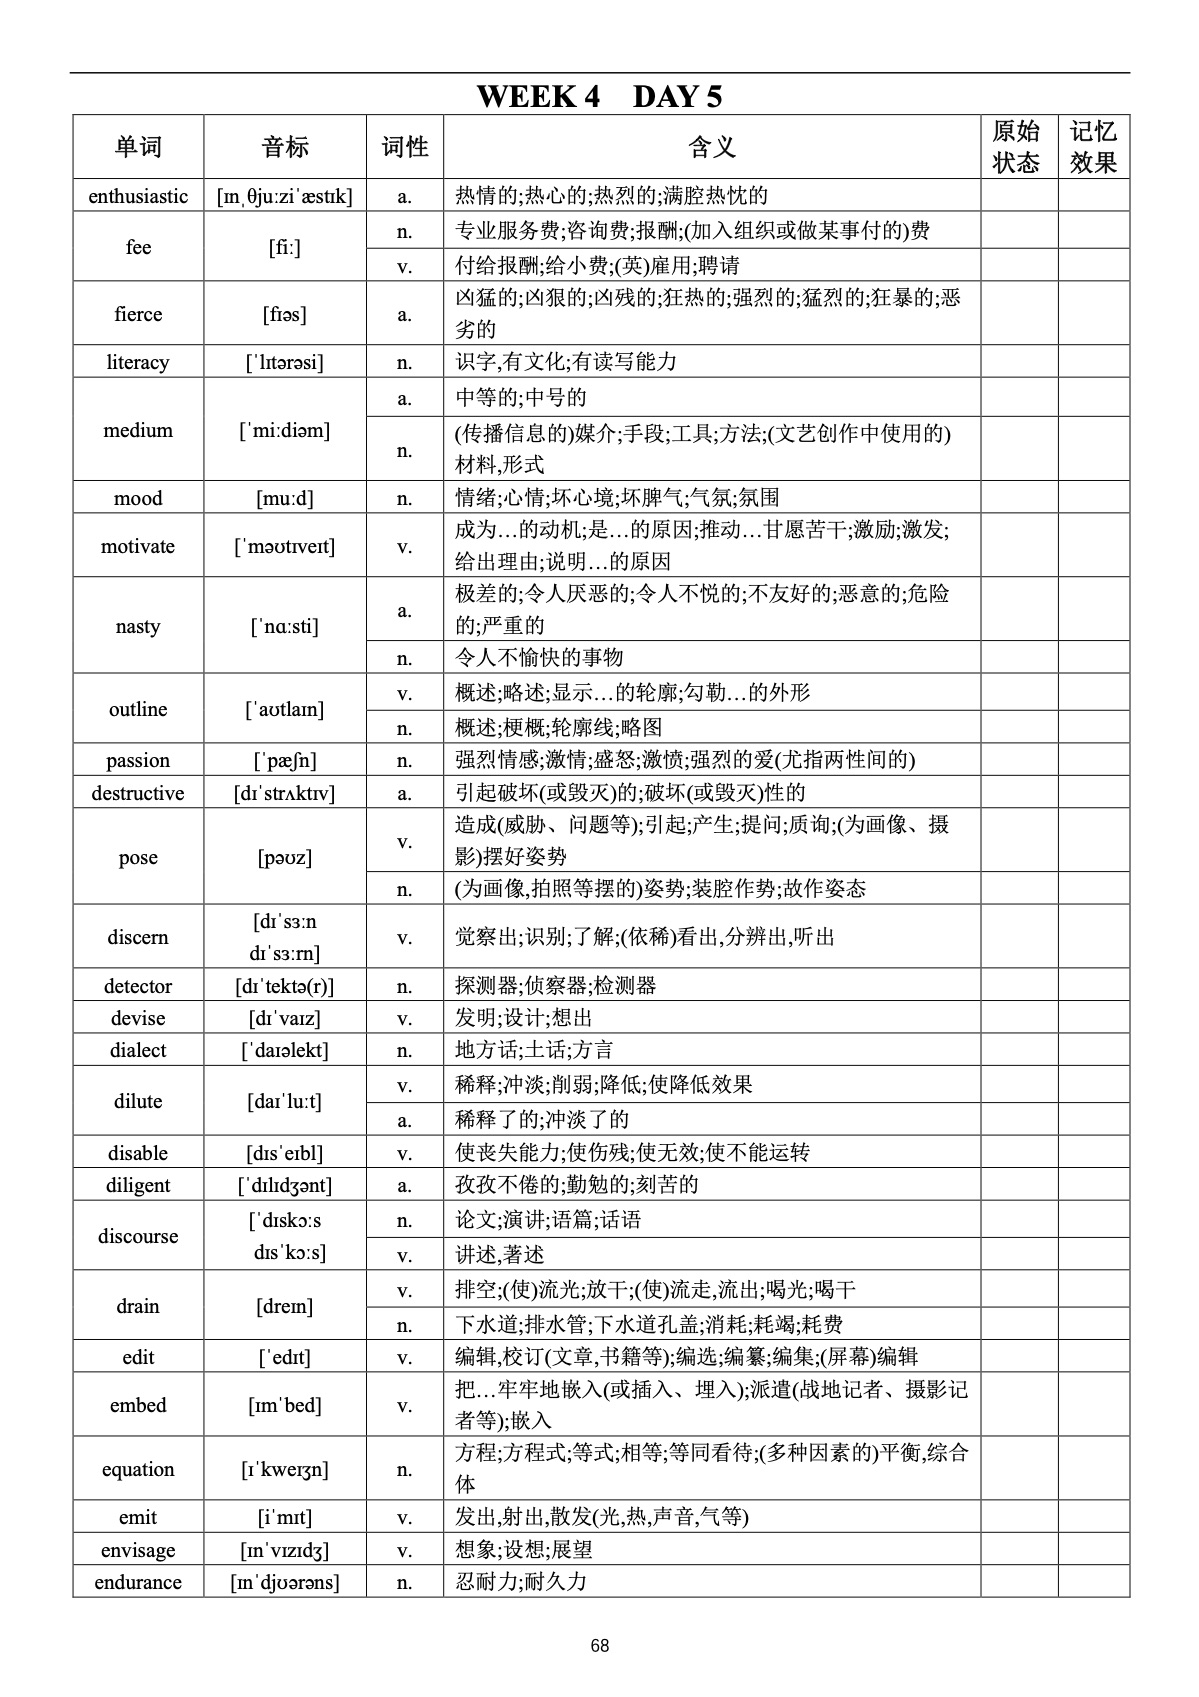 WEEK 4 DAY 5
单词 音标 词性 含义 原始状态 记忆效果
enthusiastic [ɪnˌθjuːziˈæstɪk] a. 热情的;热心的;热烈的;满腔热忱的
fee [fiː] n. 专业服务费;咨询费;报酬;(加入组织或做某事付的)费
v. 付给报酬;给小费;(英)雇用;聘请
fierce [fɪəs] a. 凶猛的;凶狠的;凶残的;狂热的;强烈的;猛烈的;狂暴的;恶
劣的
literacy [ˈlɪtərəsi] n. 识字,有文化;有读写能力
medium [ˈmiːdiəm] a. 中等的;中号的
n. (传播信息的)媒介;手段;工具;方法;(文艺创作中使用的)
材料,形式
mood [muːd] n. 情绪;心情;坏心境;坏脾气;气氛;氛围
motivate [ˈməʊtɪveɪt] v. 成为…的动机;是…的原因;推动…甘愿苦干;激励;激发;
给出理由;说明…的原因
nasty [ˈnɑːsti] a. 极差的;令人厌恶的;令人不悦的;不友好的;恶意的;危险
的;严重的
n. 令人不愉快的事物
outline [ˈaʊtlaɪn] v. 概述;略述;显示…的轮廓;勾勒…的外形
n. 概述;梗概;轮廓线;略图
passion [ˈpæʃn] n. 强烈情感;激情;盛怒;激愤;强烈的爱(尤指两性间的)
destructive [dɪˈstrʌktɪv] a. 引起破坏(或毁灭)的;破坏(或毁灭)性的
pose [pəʊz] v. 造成(威胁、问题等);引起;产生;提问;质询;(为画像、摄
影)摆好姿势
n. (为画像,拍照等摆的)姿势;装腔作势;故作姿态
discern [dɪˈsɜːn
dɪˈsɜːrn] v. 觉察出;识别;了解;(依稀)看出,分辨出,听出
detector [dɪˈtektə(r)] n. 探测器;侦察器;检测器
devise [dɪˈvaɪz] v. 发明;设计;想出
dialect [ˈdaɪəlekt] n. 地方话;土话;方言
dilute [daɪˈluːt] v. 稀释;冲淡;削弱;降低;使降低效果
a. 稀释了的;冲淡了的
disable [dɪsˈeɪbl] v. 使丧失能力;使伤残;使无效;使不能运转
diligent [ˈdɪlɪdʒənt] a. 孜孜不倦的;勤勉的;刻苦的
discourse [ˈdɪskɔːs n. 论文;演讲;语篇;话语
dɪsˈkɔːs] v. 讲述,著述
drain [dreɪn] v. 排空;(使)流光;放干;(使)流走,流出;喝光;喝干
n. 下水道;排水管;下水道孔盖;消耗;耗竭;耗费
edit [ˈedɪt] v. 编辑,校订(文章,书籍等);编选;编纂;编集;(屏幕)编辑
embed [ɪmˈbed] v. 把…牢牢地嵌入(或插入、埋入);派遣(战地记者、摄影记
者等);嵌入
equation [ɪˈkweɪʒn] n. 方程;方程式;等式;相等;等同看待;(多种因素的)平衡,综合
体
emit [iˈmɪt] v. 发出,射出,散发(光,热,声音,气等)
envisage [ɪnˈvɪzɪdʒ] v. 想象;设想;展望
endurance [ɪnˈdjʊərəns] n. 忍耐力;耐久力
68